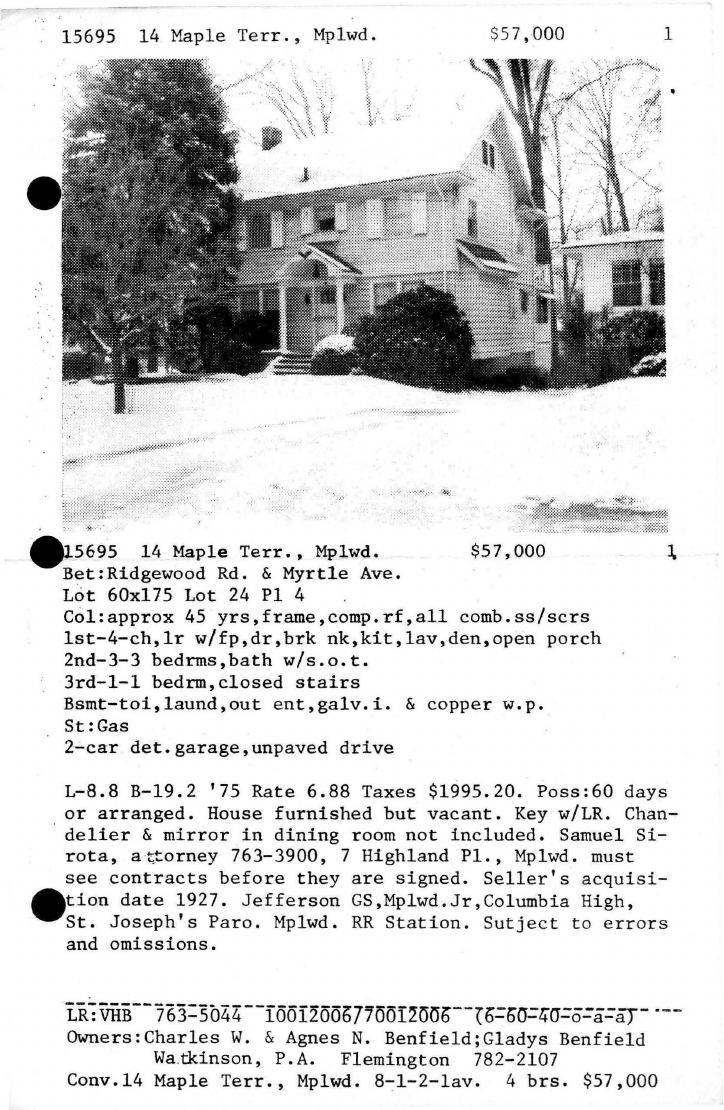 15695 14 Maple Terr., Mplwd. $57,000 1
15695 14 Maple Terr., Mplwd. $57,000 1
Bet:Ridgewood Rd. & Myrtle Ave.
Lot 60x175 Lot 24 Pl 4
Col:approx 45 yrs,frame,comp.rf,all comb.ss/scrs
1st-4-ch,lr w/fp,dr,brk nk,kit,lav,den,open porch
2nd-3-3 bedrms,bath w/s.o.t.
3rd-1-1 bedrm,closed stairs
Bsmt-toi,laund,out ent,galv.i. & copper w.p.
St:Gas
2-car det.garage,unpaved drive
L-8.8 B-19.2 '75 Rate 6.88 Taxes $1995.20. Poss:60 days
or arranged. House furnished but vacant. Key w/LR. Chan-
delier & mirror in dining room not included. Samuel Si-
rota, attorney 763-3900, 7 Highland Pl., Mplwd. must
see contracts before they are signed. Seller's acquisi-
tion date 1927. Jefferson GS,Mplwd.Jr,Columbia High,
St. Joseph's Paro. Mplwd. RR Station. Sutject to errors
and omissions.
LR:VHB 763-5044 10012006770012006 (6-60-40-o-a-a)
Owners:Charles W. & Agnes N. Benfield;Gladys Benfield
Watkinson, P.A. Flemington 782-2107
Conv.14 Maple Terr., Mplwd. 8-1-2-lav. 4 brs. $57,000